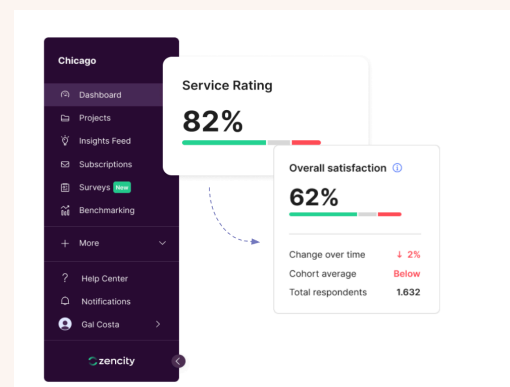 Chicago
Dashboard
Projects
Insights Feed
Subscriptions
Surveys New
Benchmarking
More
Help Center
Notifications
Gal Costa
zencity
Service Rating
82%
Overall satisfaction
62%
Change over time ↓ 2%
Cohort average Below
Total respondents 1.632